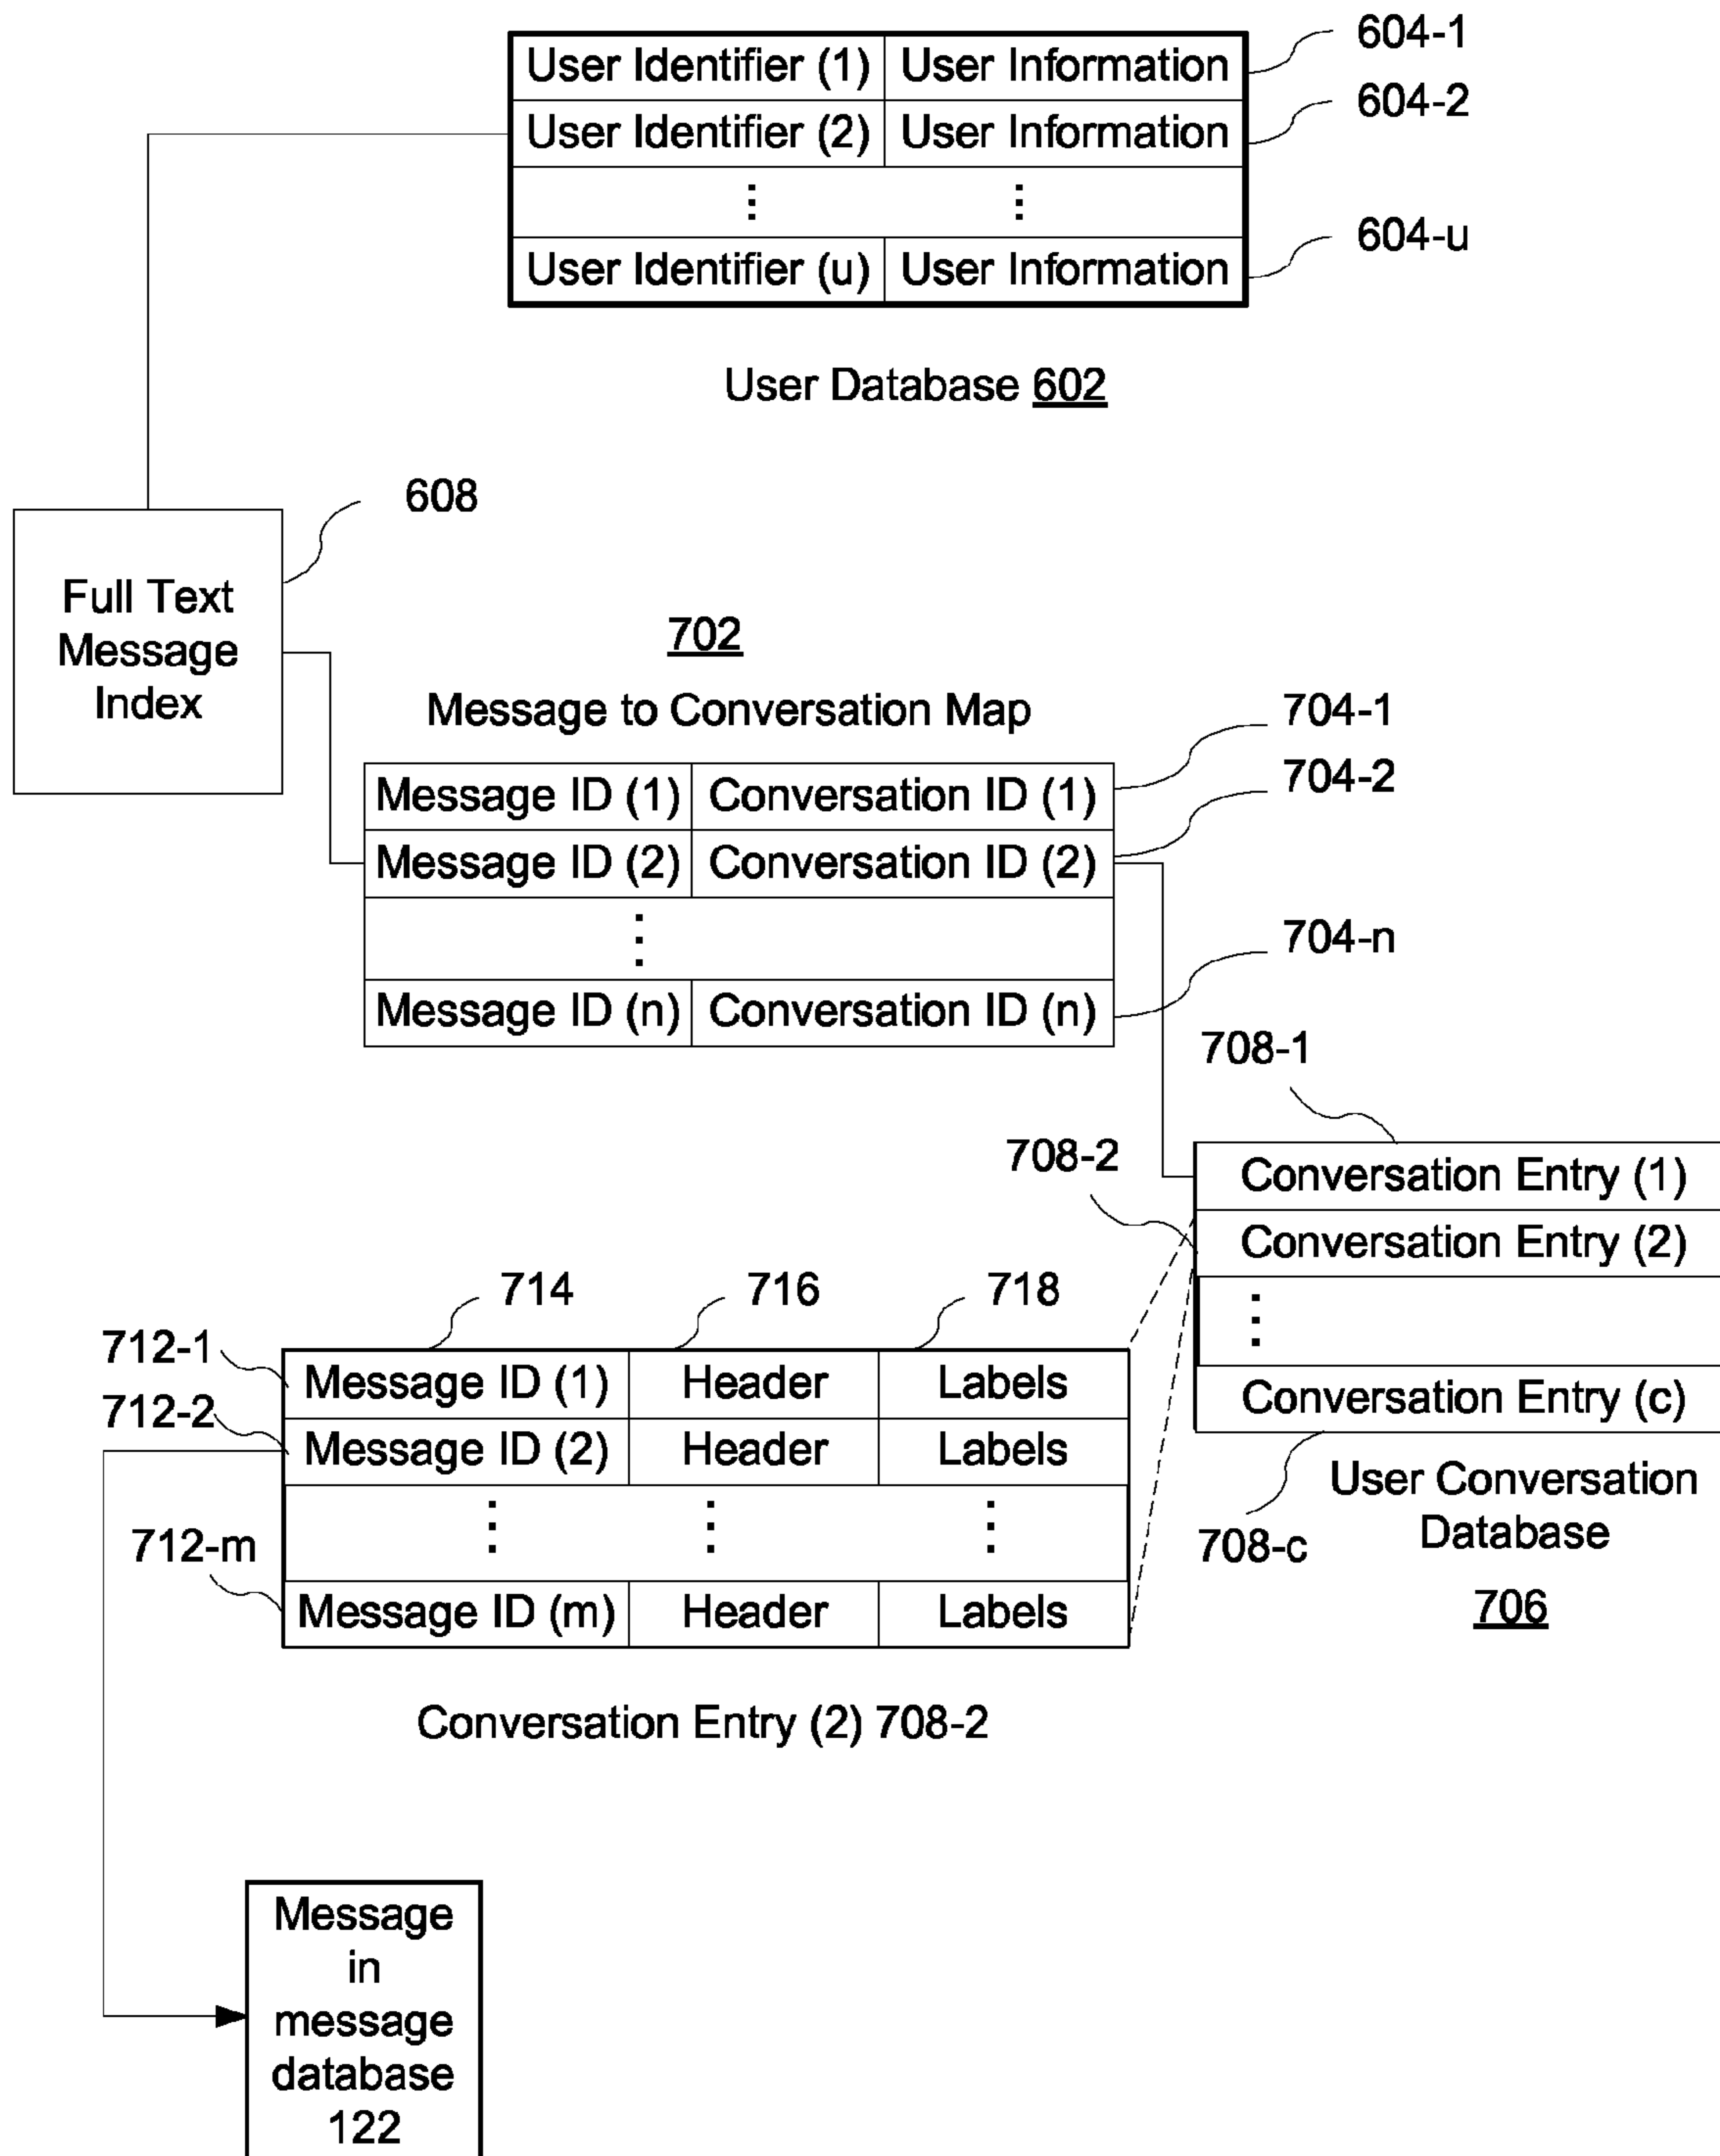 User Identifier (1) User Information 604-1
User Identifier (2) User Information 604-2
⋮ ⋮
User Identifier (u) User Information 604-u
User Database 602
608
Full Text
Message
Index
702
Message to Conversation Map
704-1
Message ID (1) Conversation ID (1)
704-2
Message ID (2) Conversation ID (2)
⋮
704-n
Message ID (n) Conversation ID (n)
708-1
708-2
Conversation Entry (1)
Conversation Entry (2)
⋮
Conversation Entry (c)
708-c
User Conversation
Database
706
714 716 718
712-1 Message ID (1) Header Labels
712-2 Message ID (2) Header Labels
⋮ ⋮ ⋮
712-m Message ID (m) Header Labels
Conversation Entry (2) 708-2
Message
in
message
database
122